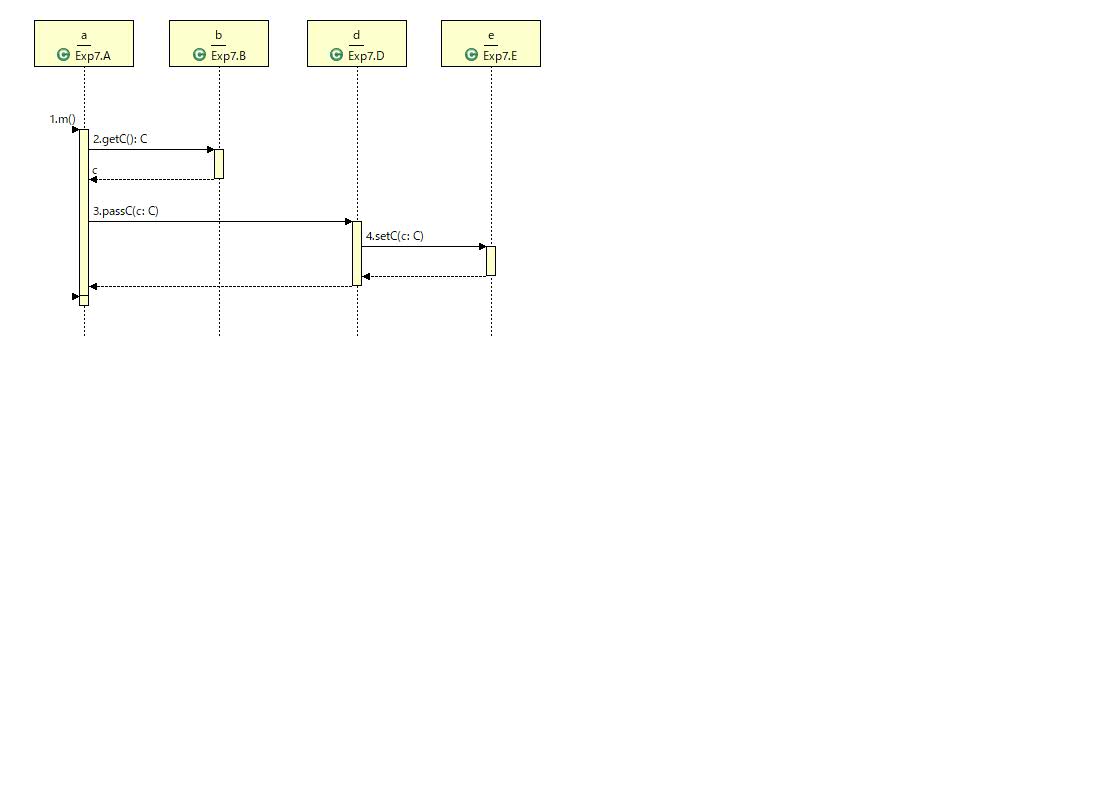 a
C Exp7.A
b
C Exp7.B
d
C Exp7.D
e
C Exp7.E
1.m()
2.getC(): C
c
3.passC(c: C)
4.setC(c: C)